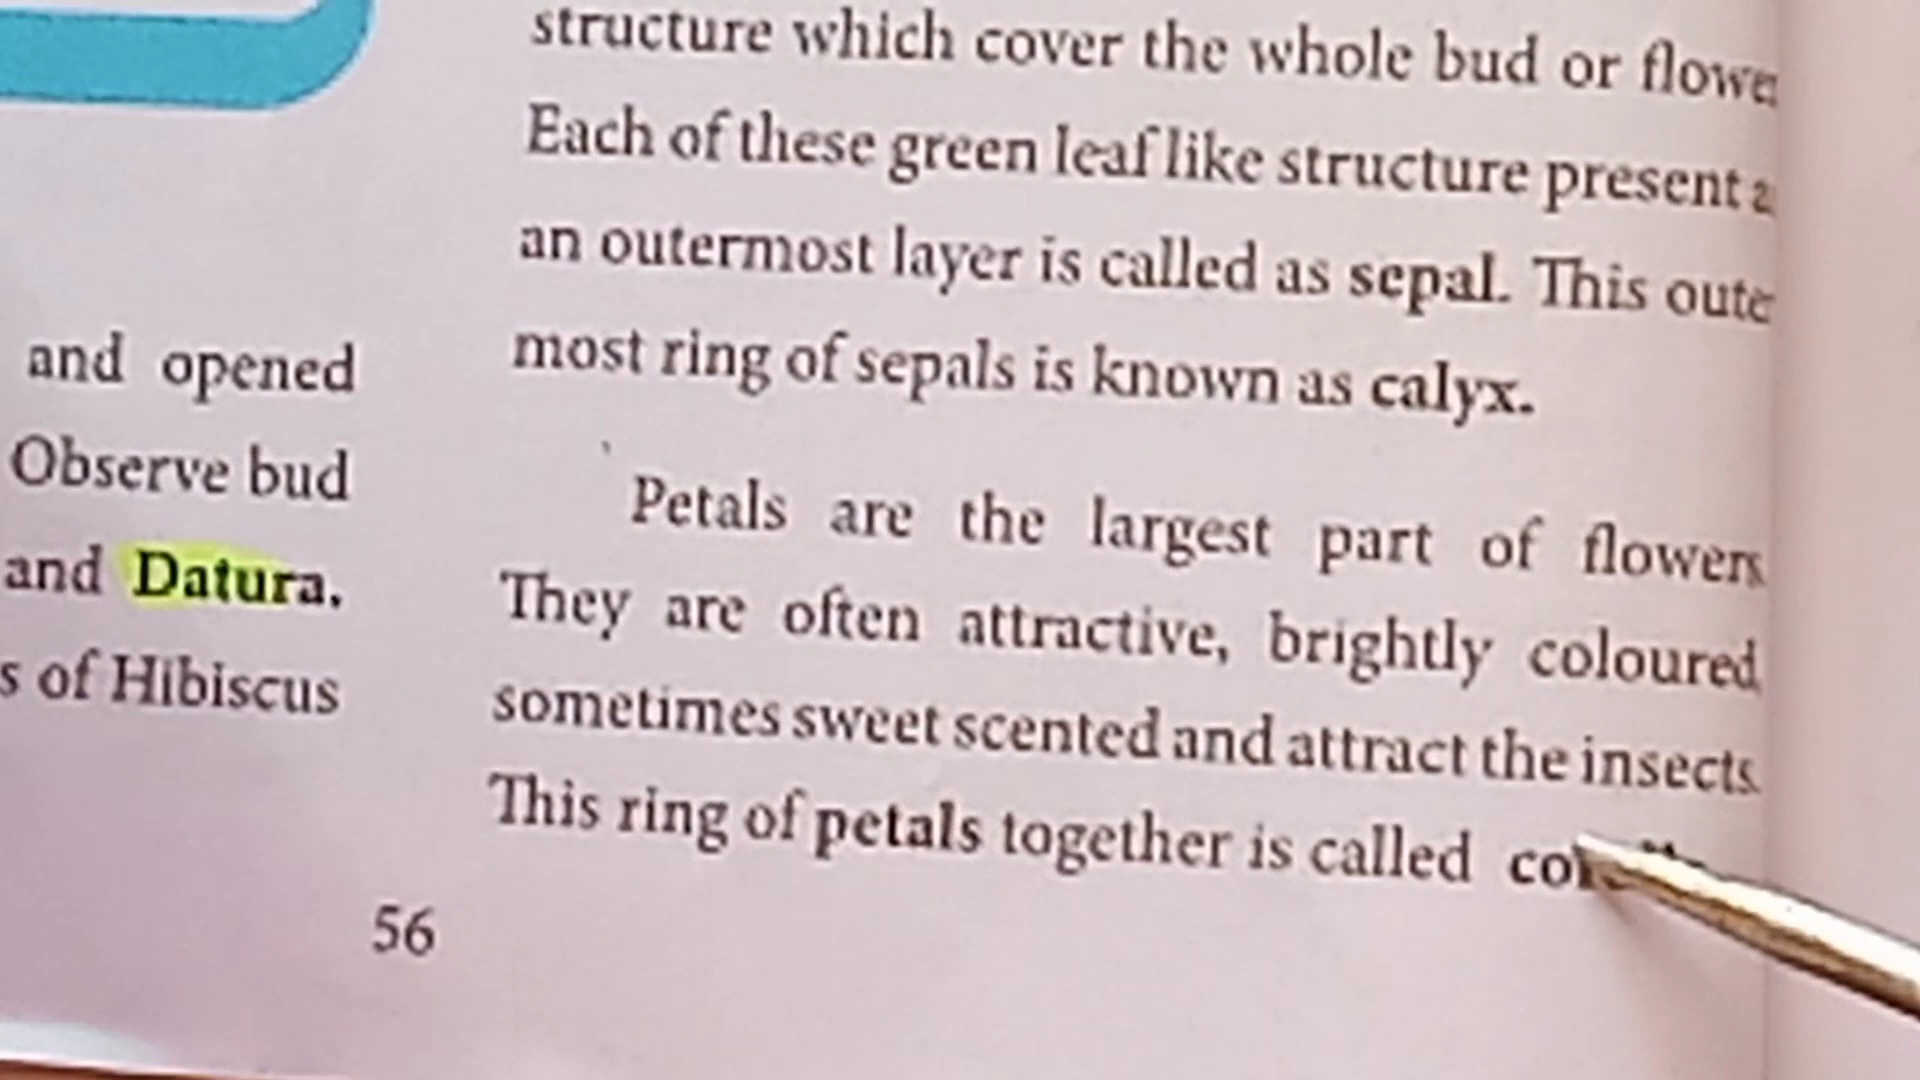 and opened
Observe bud
and Datura.
s of Hibiscus
structure which cover the whole bud or flower
Each of these green leaf like structure present a
an outermost layer is called as sepal. This oute
most ring of sepals is known as calyx.
Petals are the largest part of flowers
They are often attractive, brightly coloured
sometimes sweet scented and attract the insects.
This ring of petals together is called
56